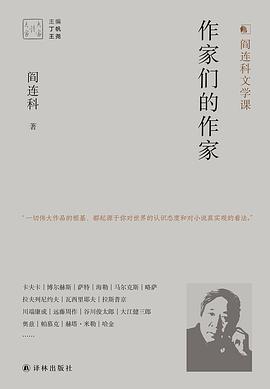 大家读大家
主编
丁帆
王尧
阎连科文学课
作家们的作家
阎连科 著
“一切伟大作品的根基，都起源于你对世界的认识态度和对小说真实观的看法。”
卡夫卡｜博尔赫斯｜萨特｜海勒｜马尔克斯｜略萨
拉夫列尼约夫｜瓦西里耶夫｜拉斯普京
川端康成｜远藤周作｜谷川俊太郎｜大江健三郎
奥兹｜帕慕克｜赫塔·米勒｜哈金
……
译林出版社